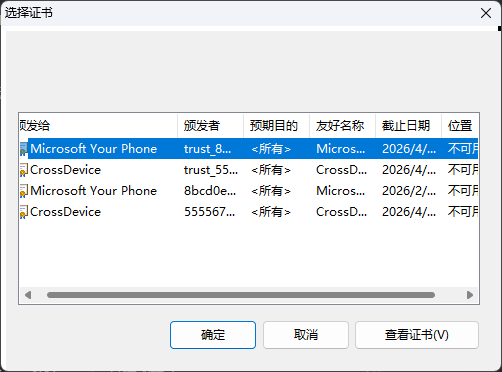 选择证书
颁发给 颁发者 预期目的 友好名称 截止日期 位置
Microsoft Your Phone trust_8... <所有> Micros... 2026/4/... 不可用
CrossDevice trust_55... <所有> CrossD... 2026/4/... 不可用
Microsoft Your Phone 8bcd0e... <所有> Micros... 2026/2/... 不可用
CrossDevice 555567... <所有> CrossD... 2026/4/... 不可用
确定 取消 查看证书(V)